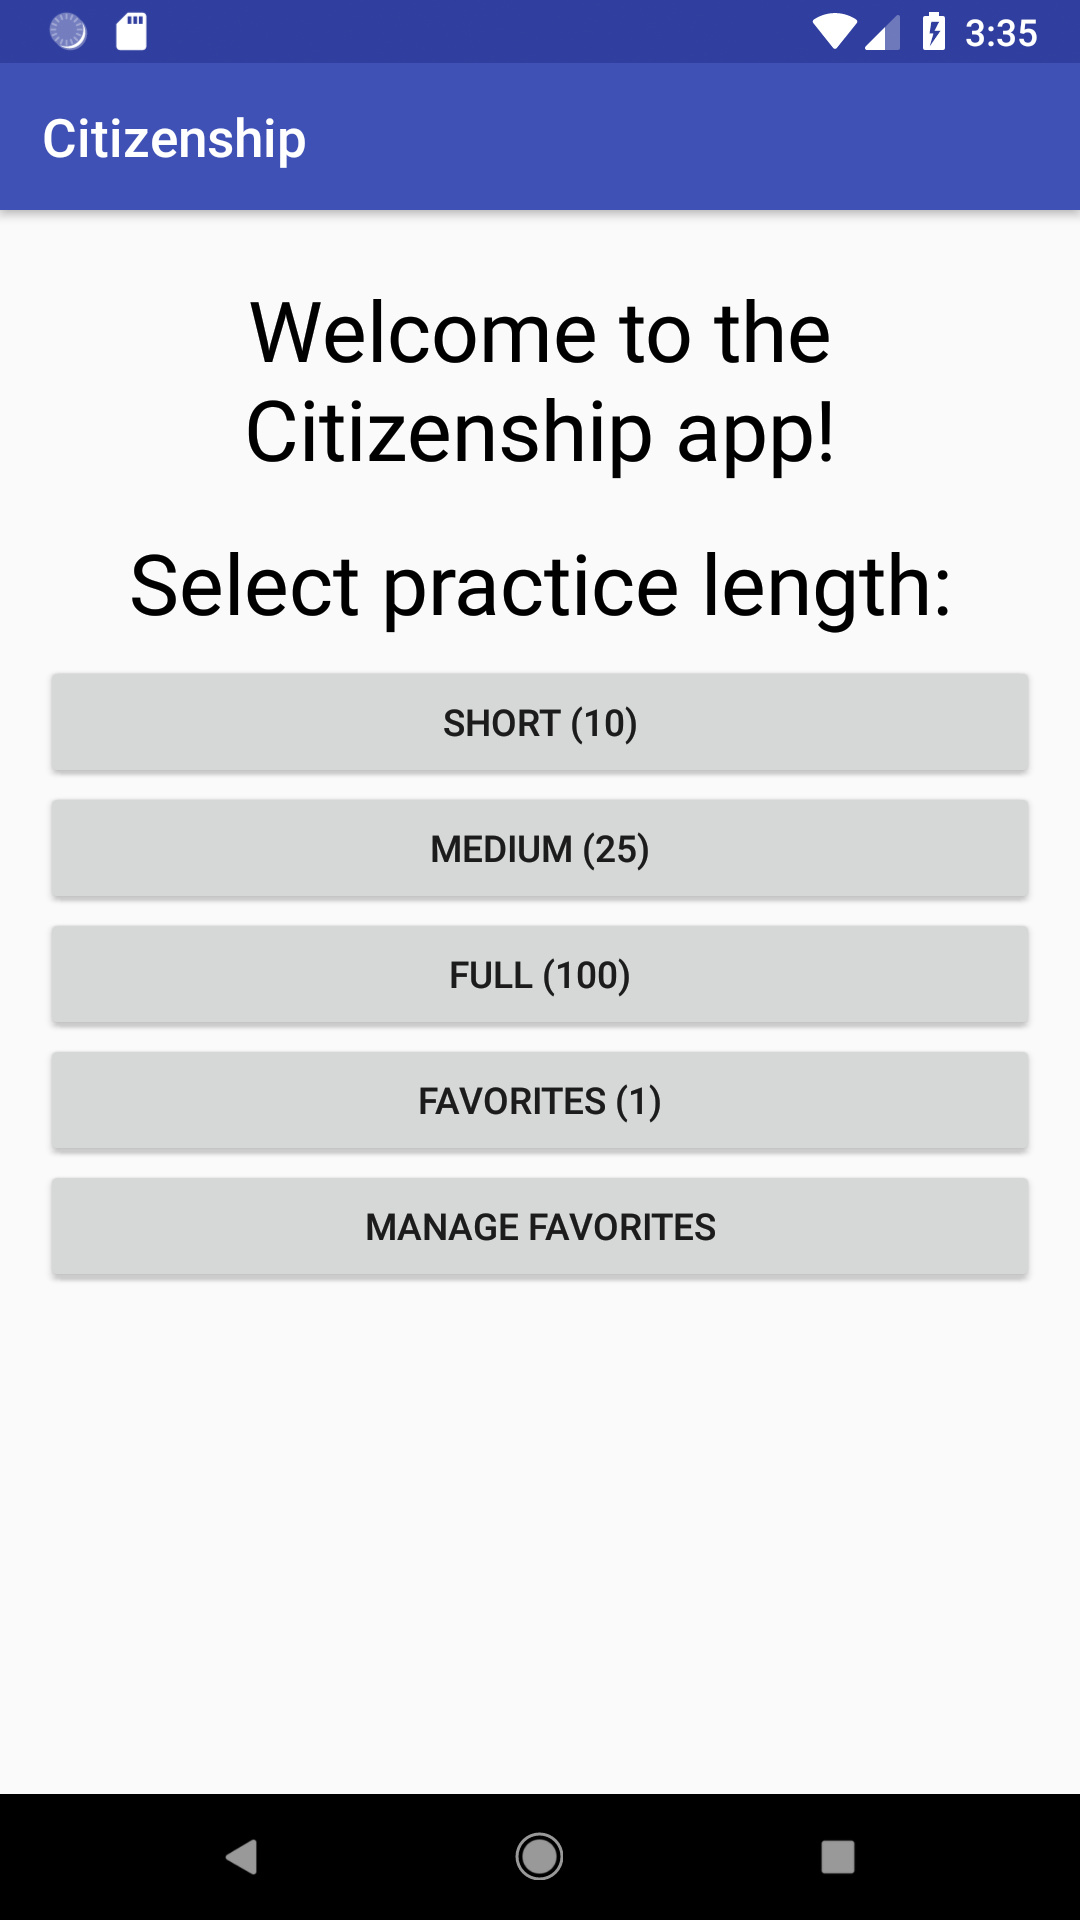 3:35
Citizenship
Welcome to the
Citizenship app!
Select practice length:
SHORT (10)
MEDIUM (25)
FULL (100)
FAVORITES (1)
MANAGE FAVORITES